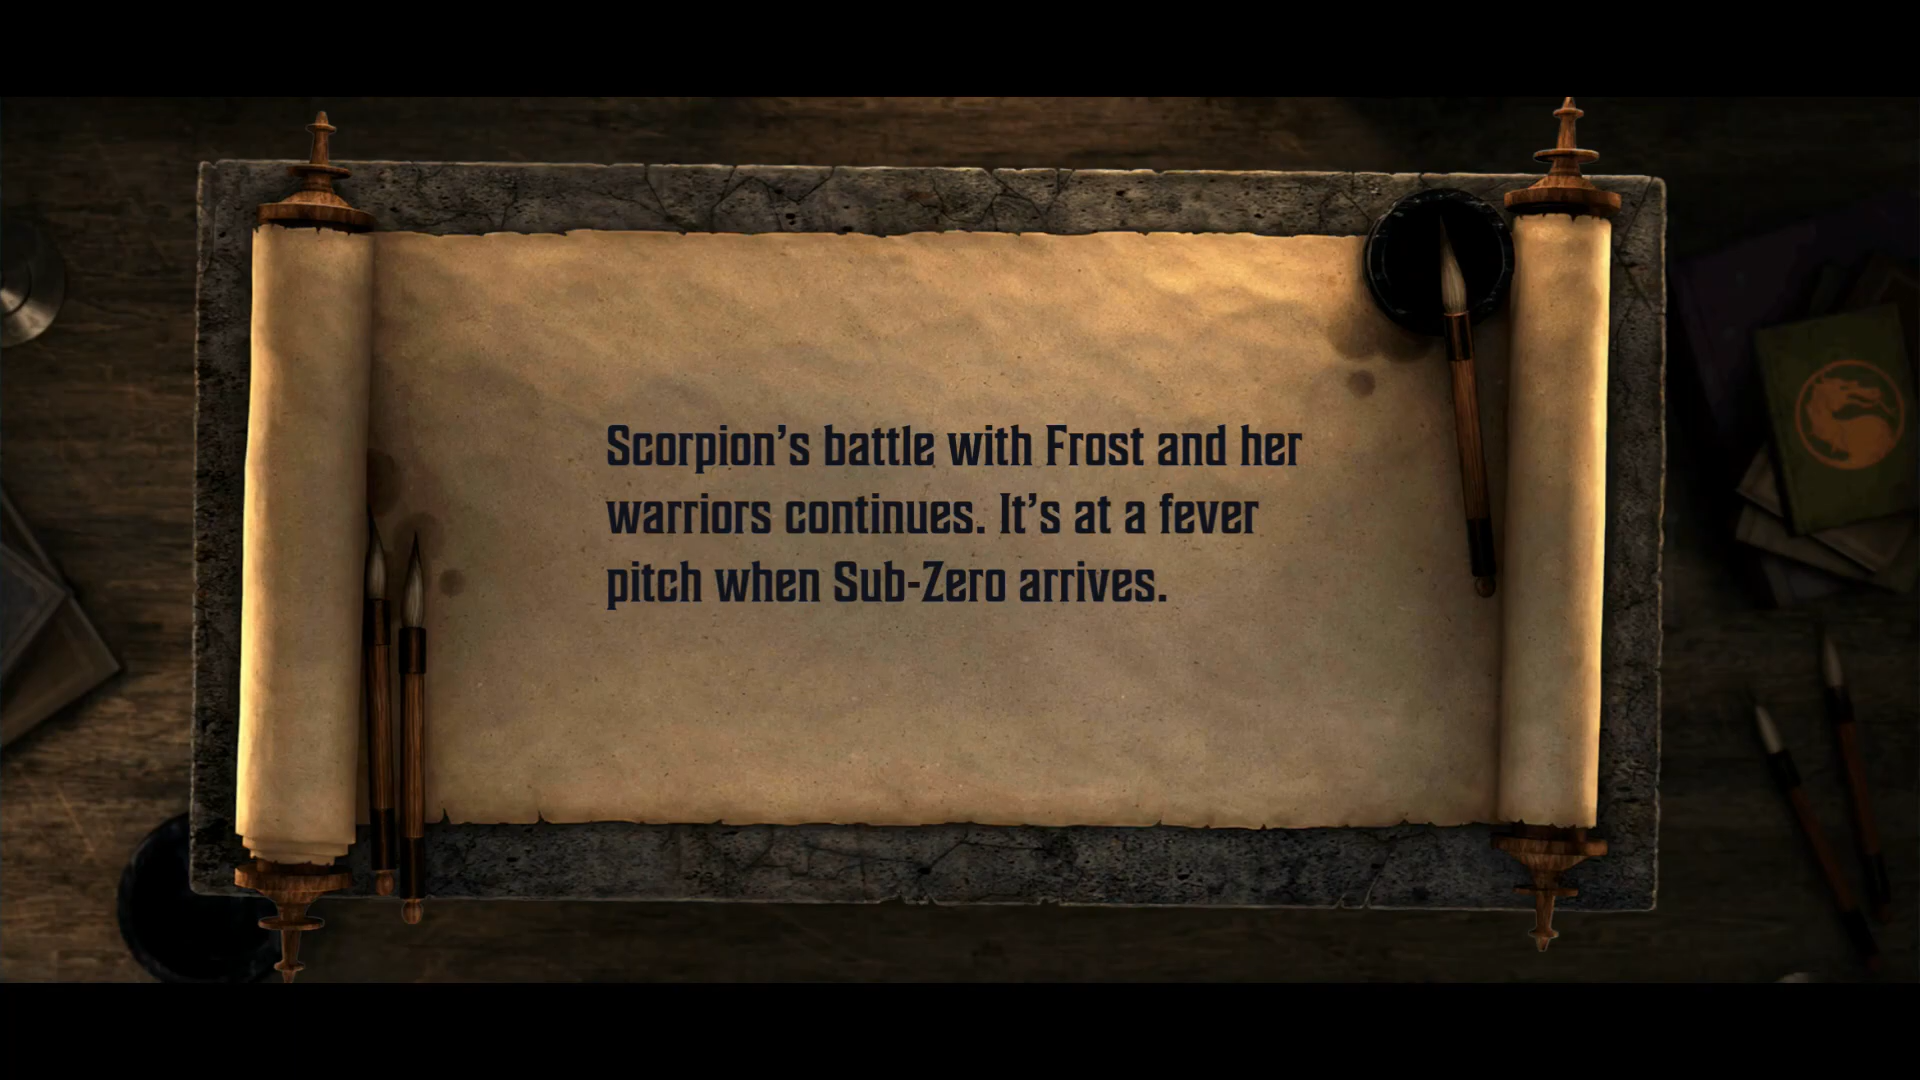 Scorpion’s battle with Frost and her
warriors continues. It’s at a fever
pitch when Sub-Zero arrives.